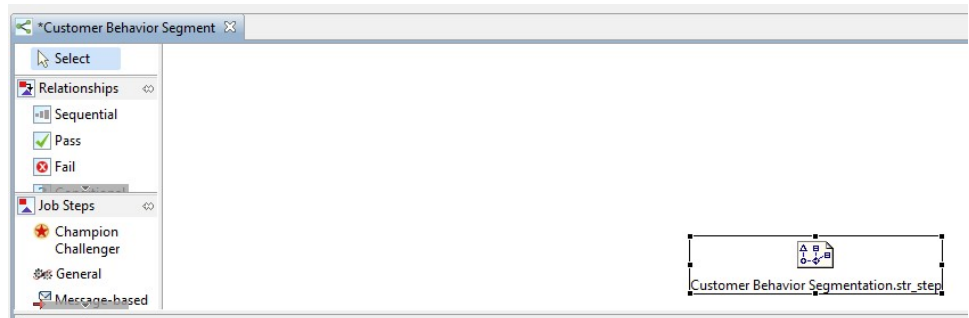 *Customer Behavior Segment
Select
Relationships
Sequential
Pass
Fail
Job Steps
Champion
Challenger
General
Message-based
Customer Behavior Segmentation.str_step